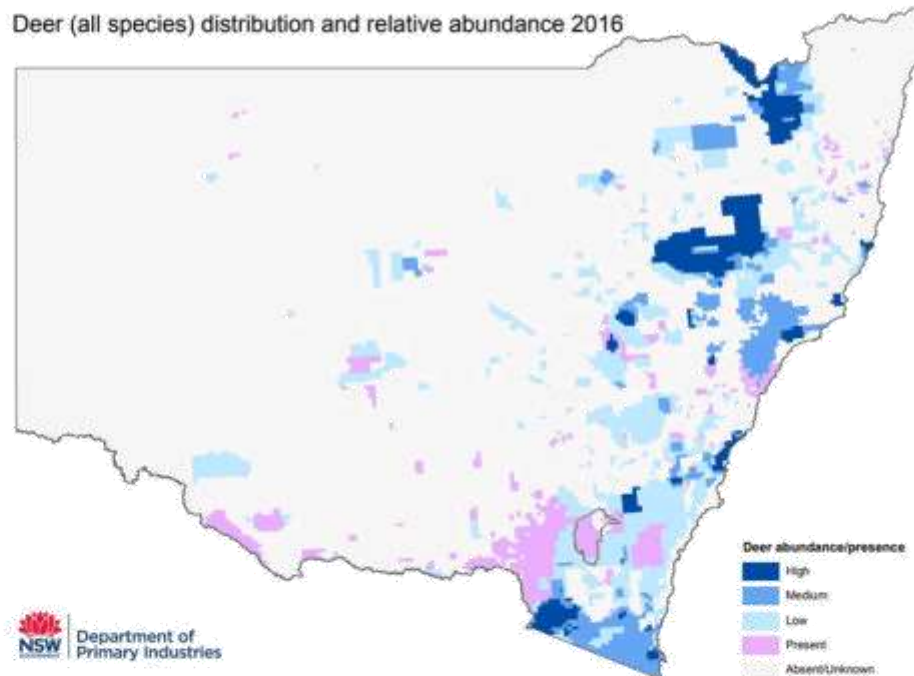 Deer (all species) distribution and relative abundance 2016
Deer abundance/presence
High
Medium
Low
Present
Absent/Unknown
NSW
GOVERNMENT
Department of
Primary Industries